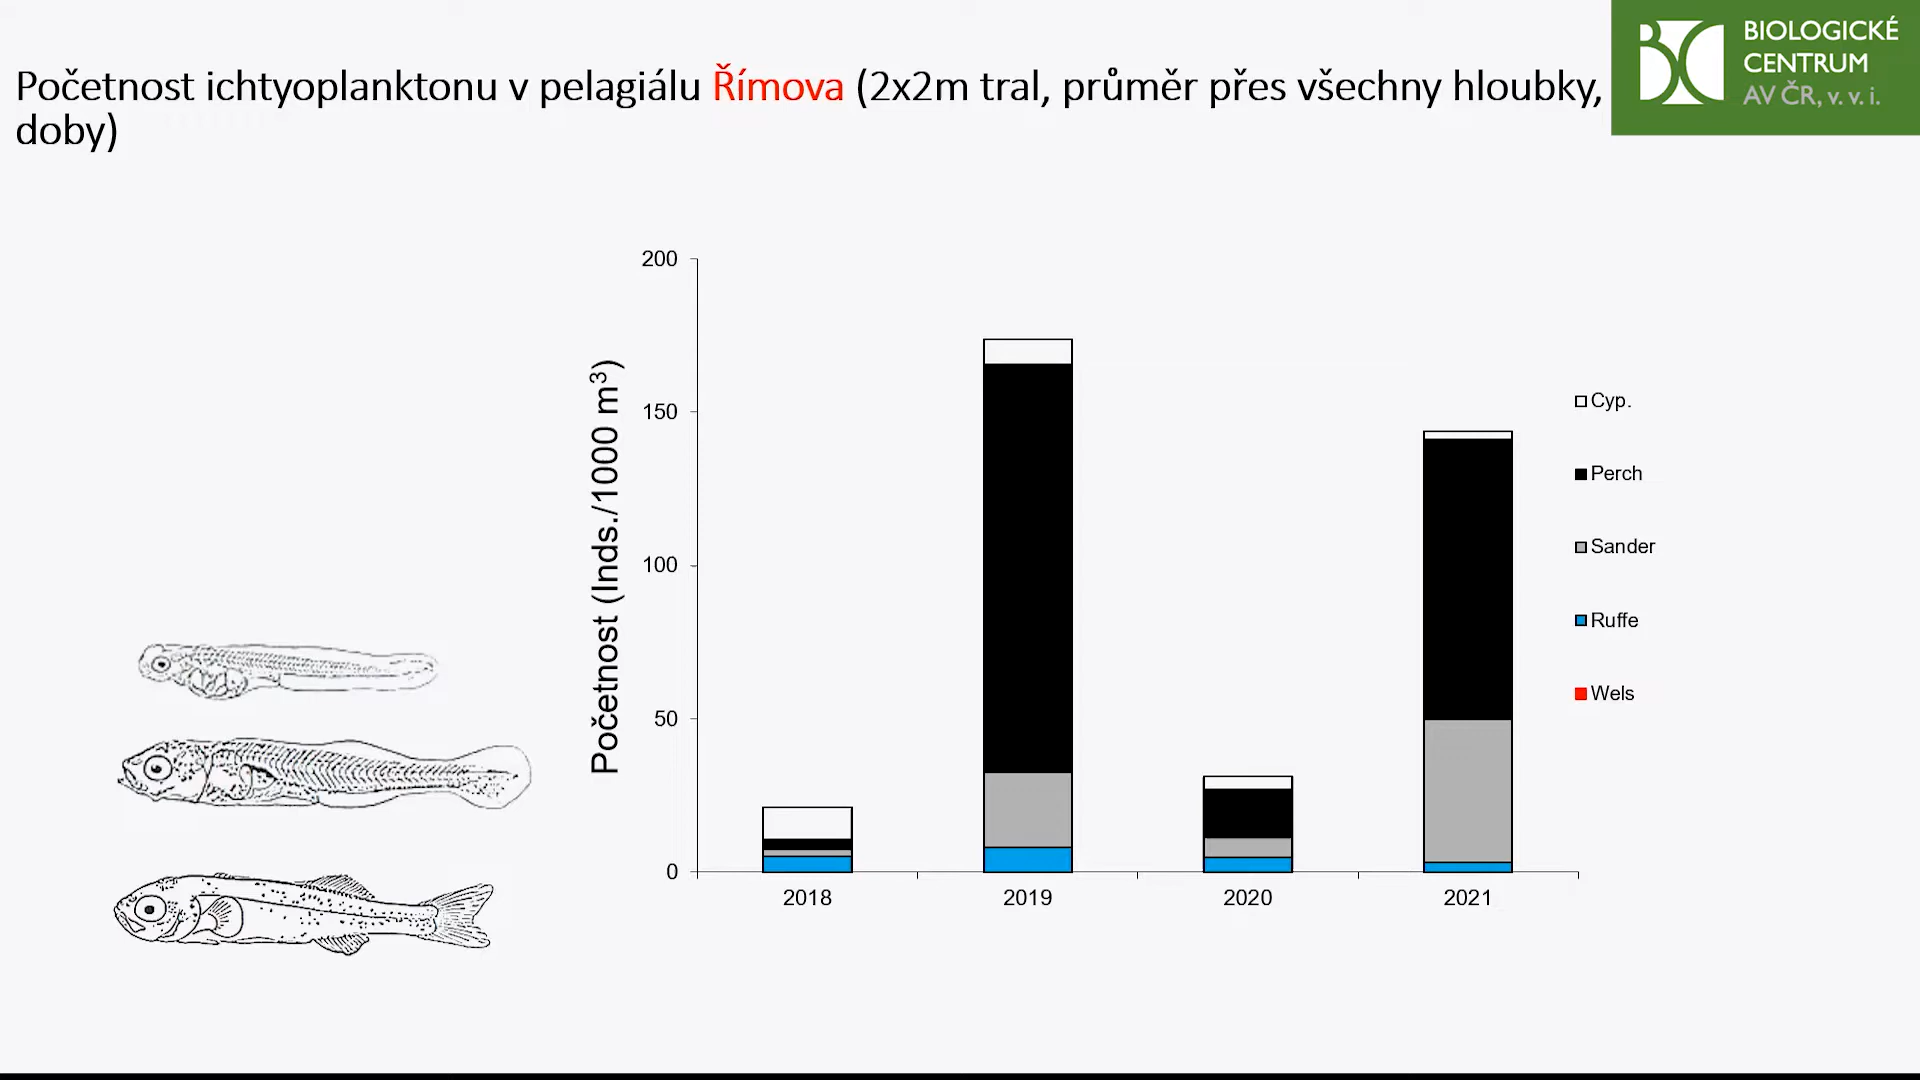 Početnost ichtyoplanktonu v pelagiálu Římova (2x2m tral, průměr přes všechny hloubky,
doby)
BIOLOGICKÉ
CENTRUM
AV ČR, v. v. i.
Početnost (Inds./1000 m³)
200
150
100
50
0
2018
2019
2020
2021
Cyp.
Perch
Sander
Ruffe
Wels